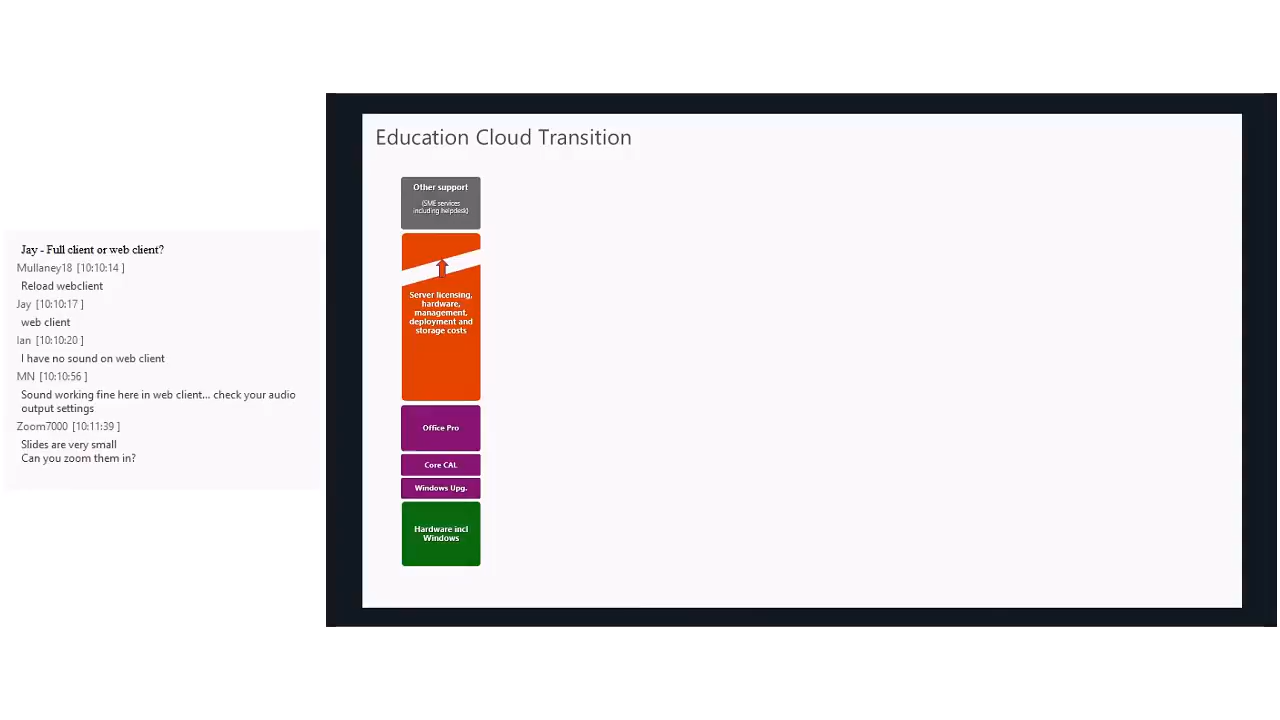 Jay - Full client or web client?
Mullaney18 [10:10:14 ]
Reload webclient
Jay [10:10:17 ]
web client
Ian [10:10:20 ]
I have no sound on web client
MN [10:10:56 ]
Sound working fine here in web client... check your audio
output settings
Zoom7000 [10:11:39 ]
Slides are very small
Can you zoom them in?
Education Cloud Transition
Other support
(SME services
including helpdesk)
Server licensing,
hardware,
management,
deployment and
storage costs
Office Pro
Core CAL
Windows Upg.
Hardware incl
Windows